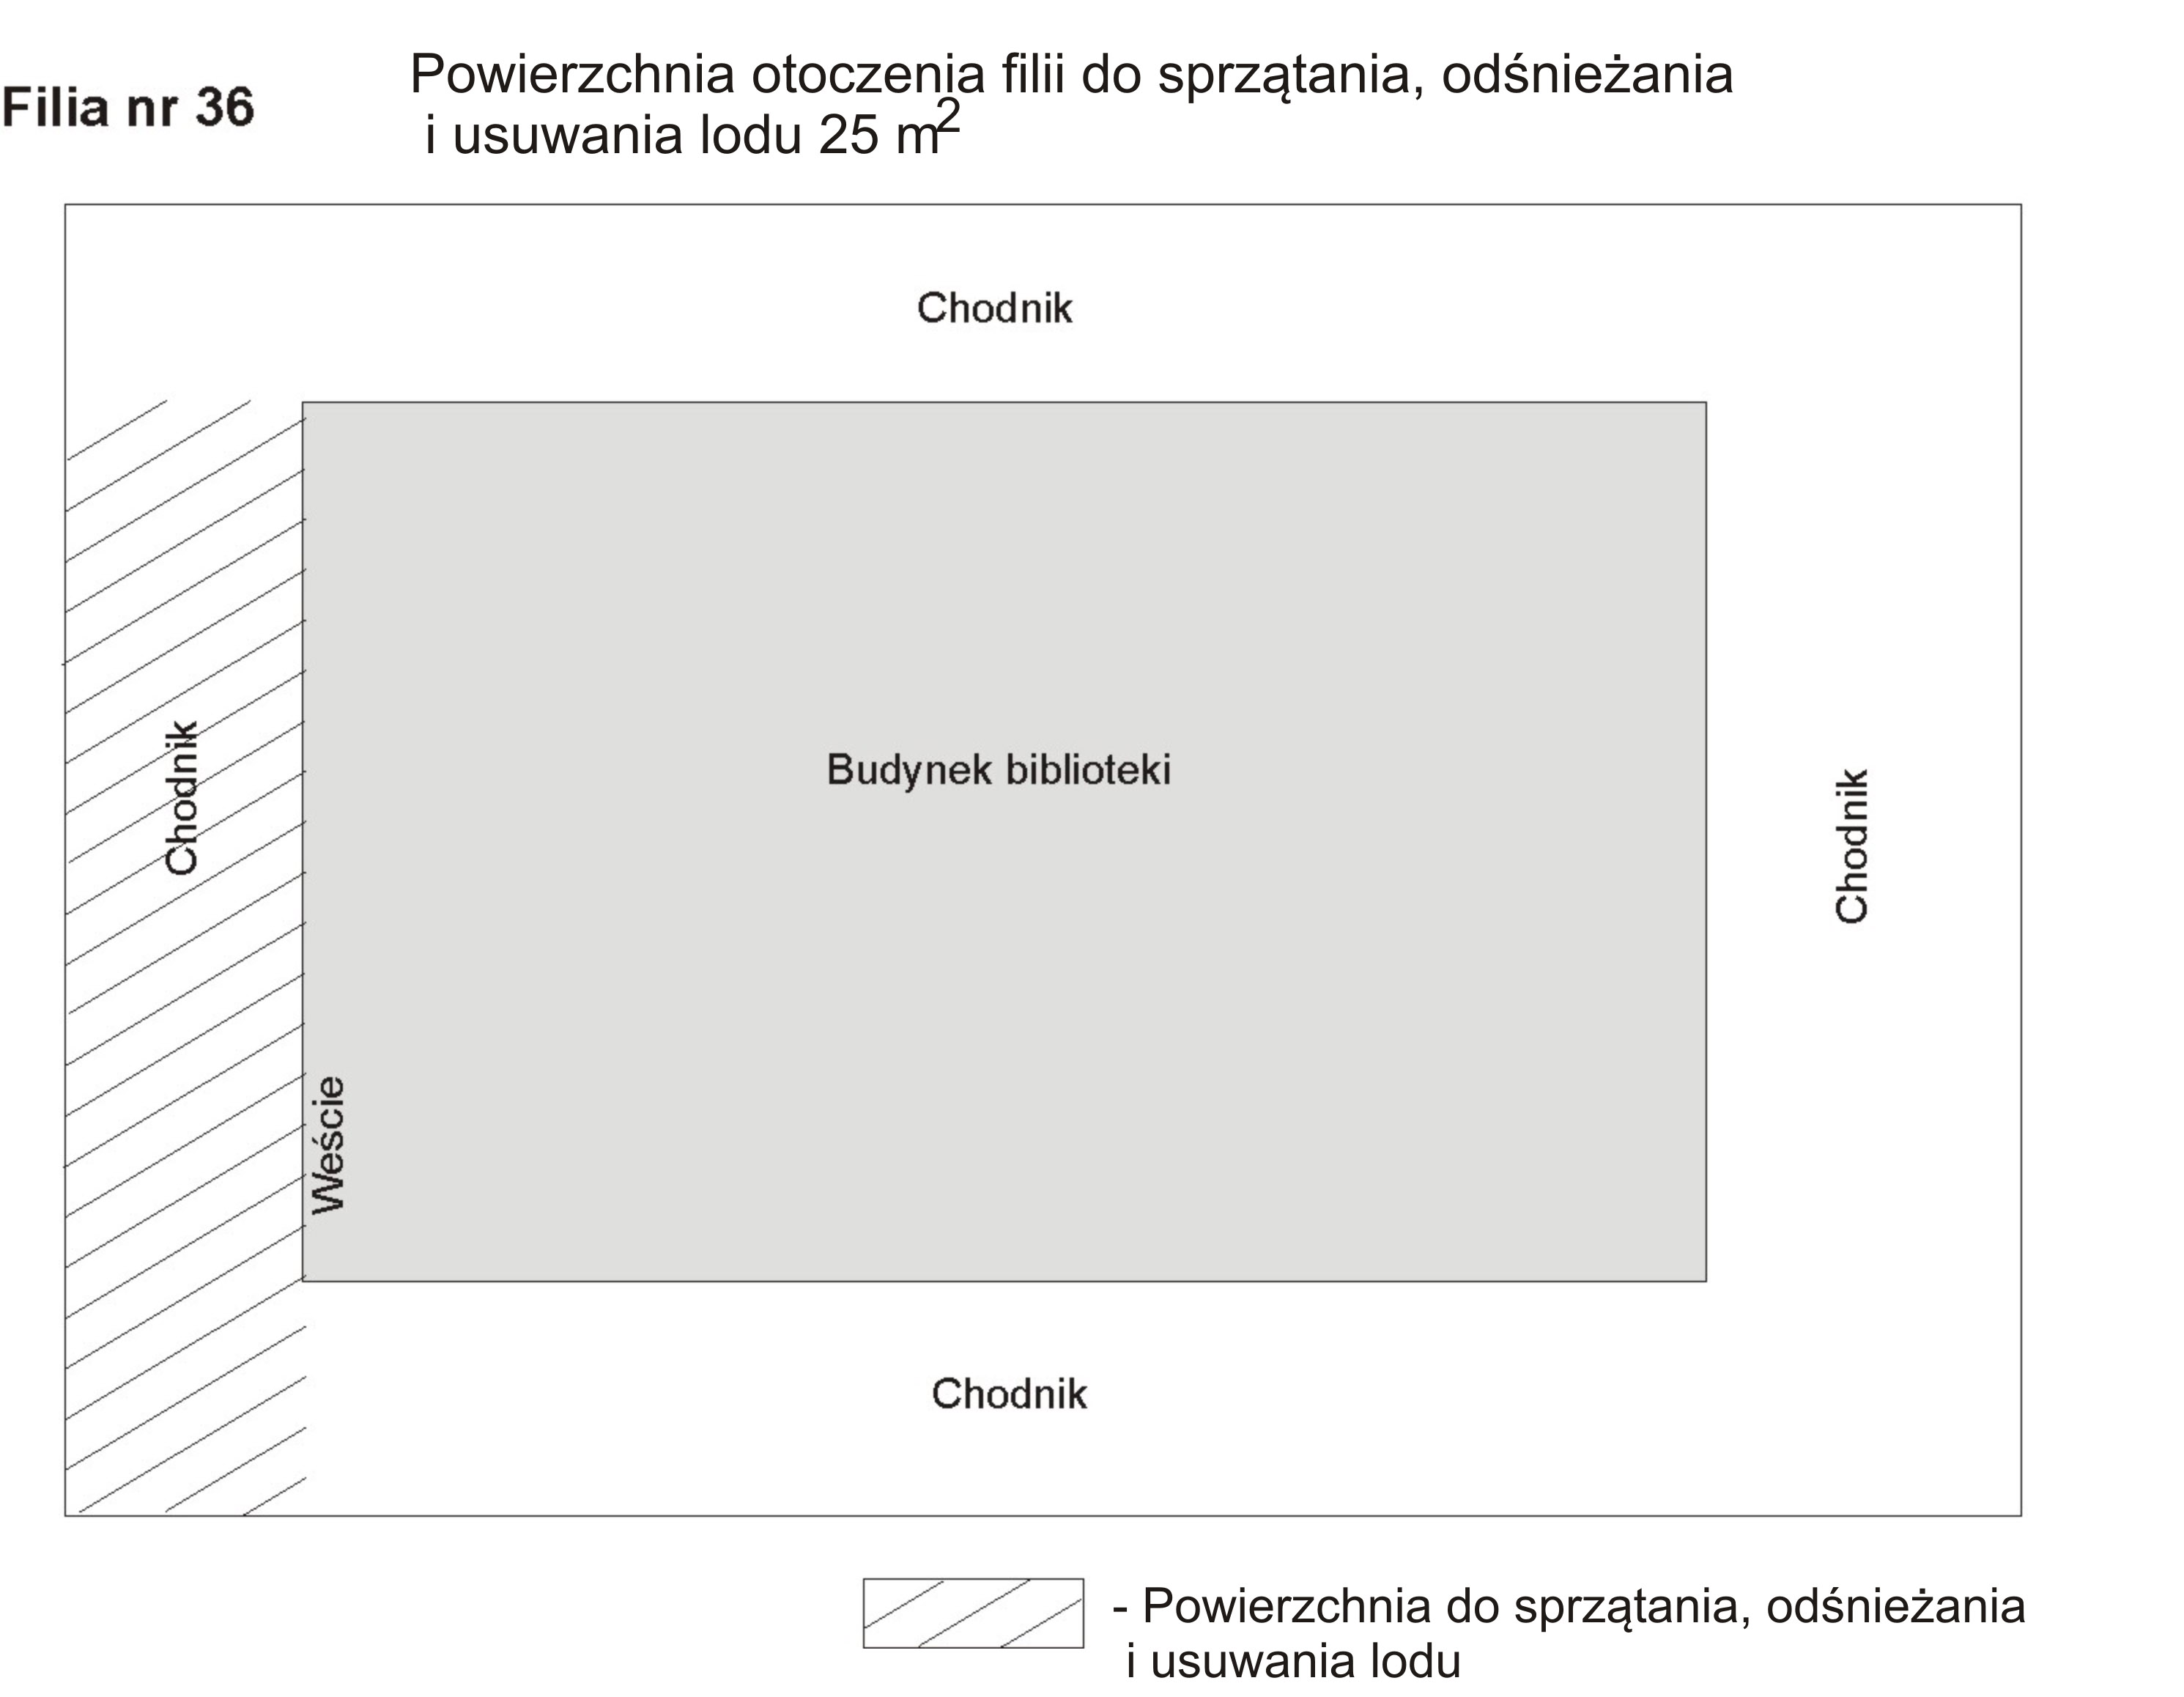 Filia nr 36
Powierzchnia otoczenia filii do sprzątania, odśnieżania
i usuwania lodu 25 m²
Chodnik
Chodnik
Budynek biblioteki
Chodnik
Weście
Chodnik
- Powierzchnia do sprzątania, odśnieżania
i usuwania lodu